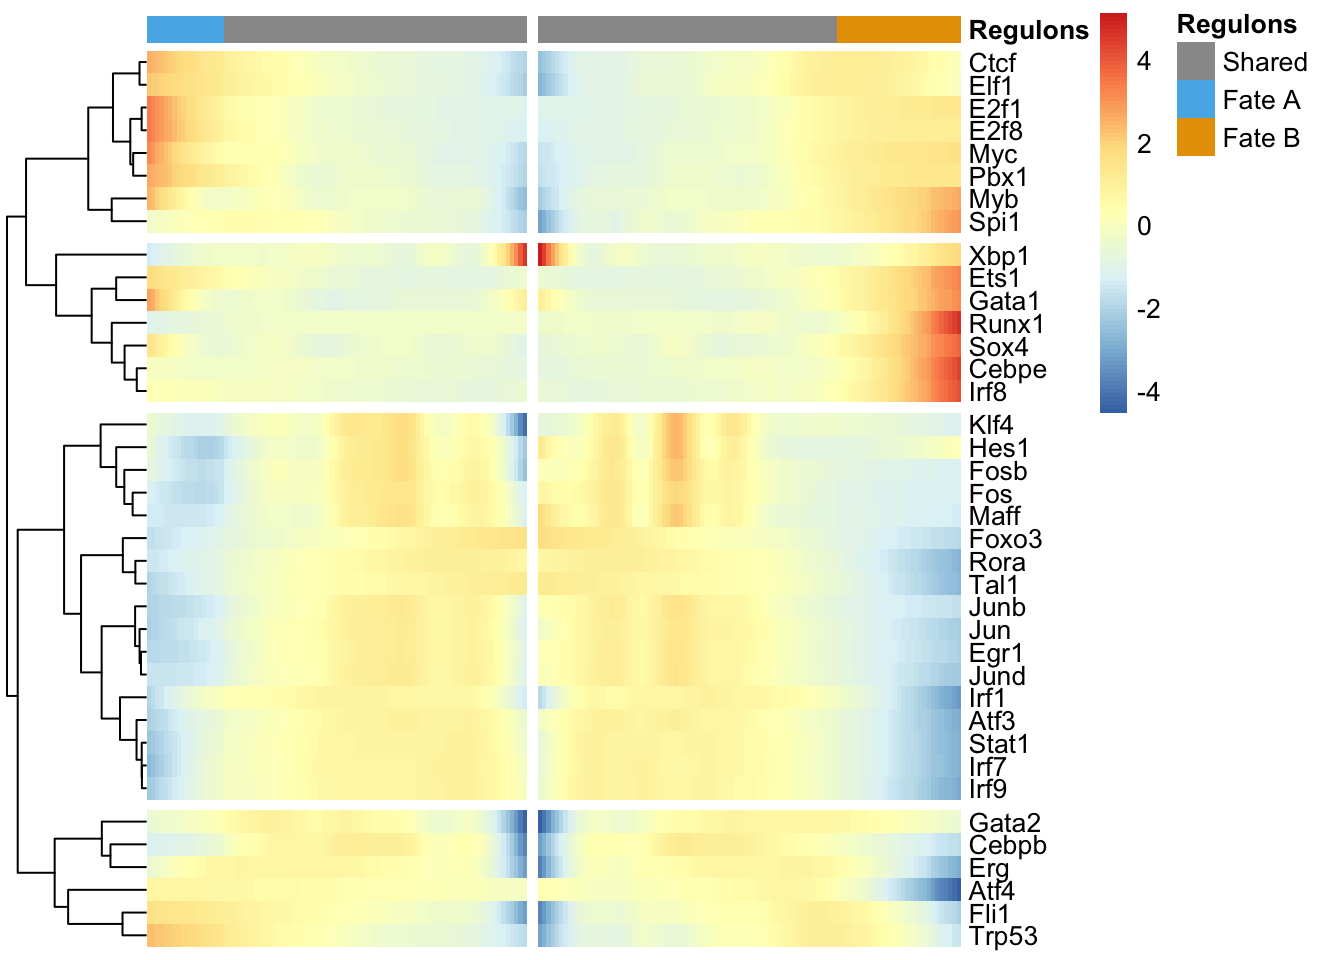 Regulons
Ctcf
Elf1
E2f1
E2f8
Myc
Pbx1
Myb
Spi1
Xbp1
Ets1
Gata1
Runx1
Sox4
Cebpe
Irf8
Klf4
Hes1
Fosb
Fos
Maff
Foxo3
Rora
Tal1
Junb
Jun
Egr1
Jund
Irf1
Atf3
Stat1
Irf7
Irf9
Gata2
Cebpb
Erg
Atf4
Fli1
Trp53
4
2
0
-2
-4
Regulons
Shared
Fate A
Fate B